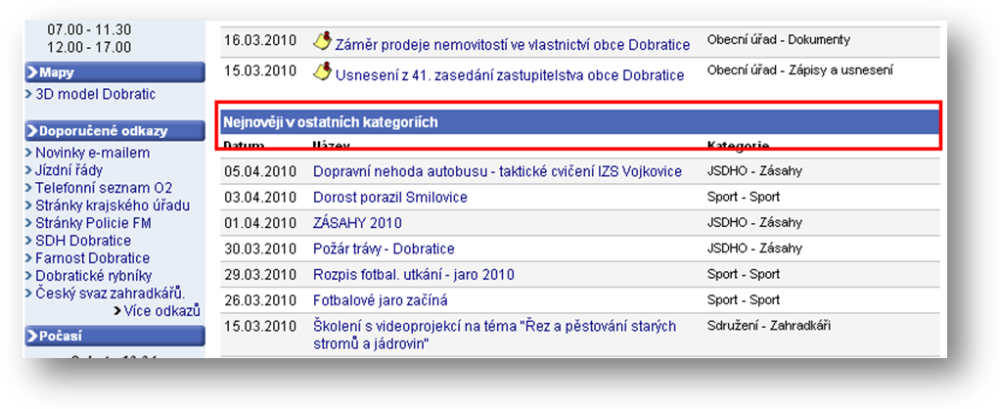 07.00 - 11.30
12.00 - 17.00
Mapy
3D model Dobratic
Doporučené odkazy
Novinky e-mailem
Jízdní řády
Telefonní seznam O2
Stránky krajského úřadu
Stránky Policie FM
SDH Dobratice
Farnost Dobratice
Dobratické rybníky
Český svaz zahradkářů.
Více odkazů
Počasí
16.03.2010 Záměr prodeje nemovitostí ve vlastnictví obce Dobratice Obecní úřad - Dokumenty
15.03.2010 Usnesení z 41. zasedání zastupitelstva obce Dobratice Obecní úřad - Zápisy a usnesení
Nejnověji v ostatních kategoriích
Datum Název Kategorie
05.04.2010 Dopravní nehoda autobusu - taktické cvičení IZS Vojkovice JSDHO - Zásahy
03.04.2010 Dorost porazil Smilovice Sport - Sport
01.04.2010 ZÁSAHY 2010 JSDHO - Zásahy
30.03.2010 Požár trávy - Dobratice JSDHO - Zásahy
29.03.2010 Rozpis fotbal. utkání - jaro 2010 Sport - Sport
26.03.2010 Fotbalové jaro začíná Sport - Sport
15.03.2010 Školení s videoprojekcí na téma "Řez a pěstování starých Sdružení - Zahradkáři
stromů a jádrovin"